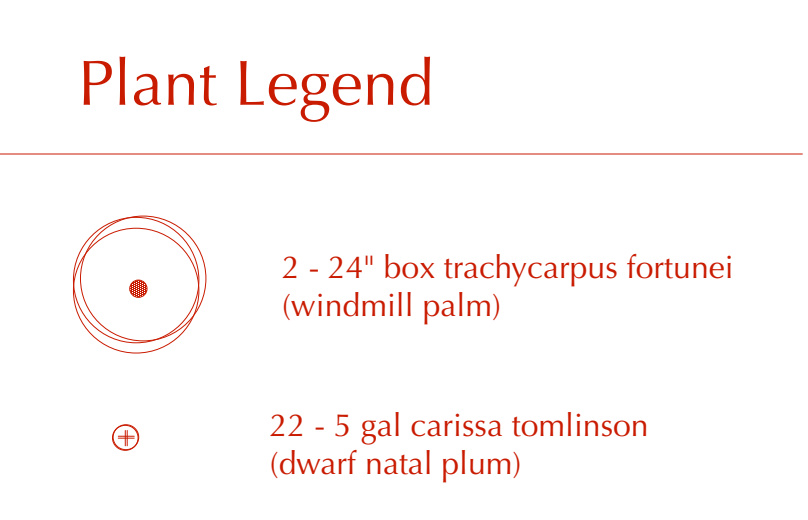 Plant Legend
2 - 24" box trachycarpus fortunei
(windmill palm)
22 - 5 gal carissa tomlinson
(dwarf natal plum)